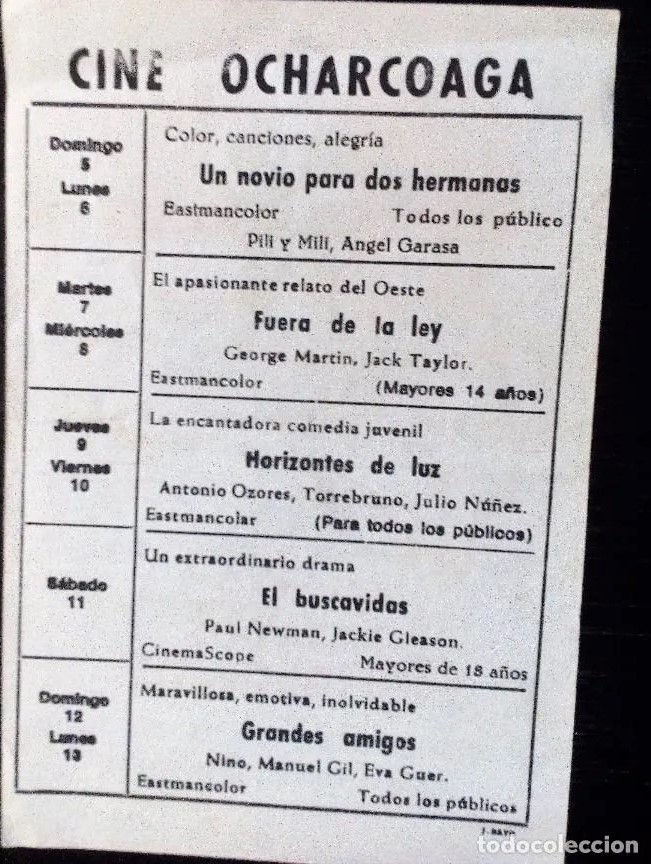 CINE OCHARCOAGA
Domingo
5
Lunes
6
Color, canciones, alegría
Un novio para dos hermanas
Eastmancolor Todos los público
Pili y Mili, Angel Garasa
Martes
7
Miércoles
8
El apasionante relato del Oeste
Fuera de la ley
George Martin, Jack Taylor.
Eastmancolor (Mayores 14 años)
Jueves
9
Viernes
10
La encantadora comedia juvenil
Horizontes de luz
Antonio Ozores, Torrebruno, Julio Núñez.
Eastmancolar (Para todos los públicos)
Sábado
11
Un extraordinario drama
El buscavidas
Paul Newman, Jackie Gleason.
CinemaScope Mayores de 18 años
Domingo
12
Lunes
13
Maravillosa, emotiva, inolvidable
Grandes amigos
Nino, Manuel Gil, Eva Guer.
Eastmancolor Todos los públicos
todocoleccion